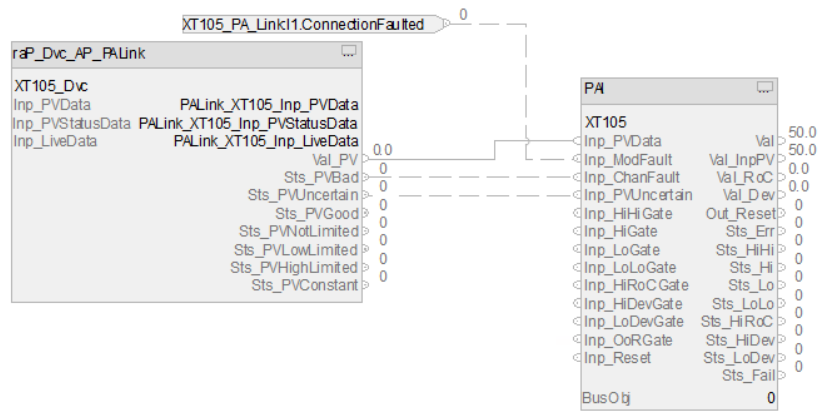 XT105_PA_Link:I1.ConnectionFaulted 0
raP_Dvc_AP_PALink
XT105_Dvc
Inp_PVData PALink_XT105_Inp_PVData
Inp_PVStatusData PALink_XT105_Inp_PVStatusData
Inp_LiveData PALink_XT105_Inp_LiveData
Val_PV 0.0
Sts_PVBad 0
Sts_PVUncertain 0
Sts_PVGood 0
Sts_PVNotLimited 0
Sts_PVLowLimited 0
Sts_PVHighLimited 0
Sts_PVConstant 0
PAI
XT105
Inp_PVData Val 50.0
Inp_ModFault Val_InpPV 50.0
Inp_ChanFault Val_RoC 0.0
Inp_PVUncertain Val_Dev 0.0
Inp_HiHiGate Out_Reset 0
Inp_HiGate Sts_Err 0
Inp_LoGate Sts_HiHi 0
Inp_LoLoGate Sts_Hi 0
Inp_HiRoCGate Sts_Lo 0
Inp_HiDevGate Sts_LoLo 0
Inp_LoDevGate Sts_HiRoC 0
Inp_OoRGate Sts_HiDev 0
Inp_Reset Sts_LoDev 0
Sts_Fail 0
BusObj 0